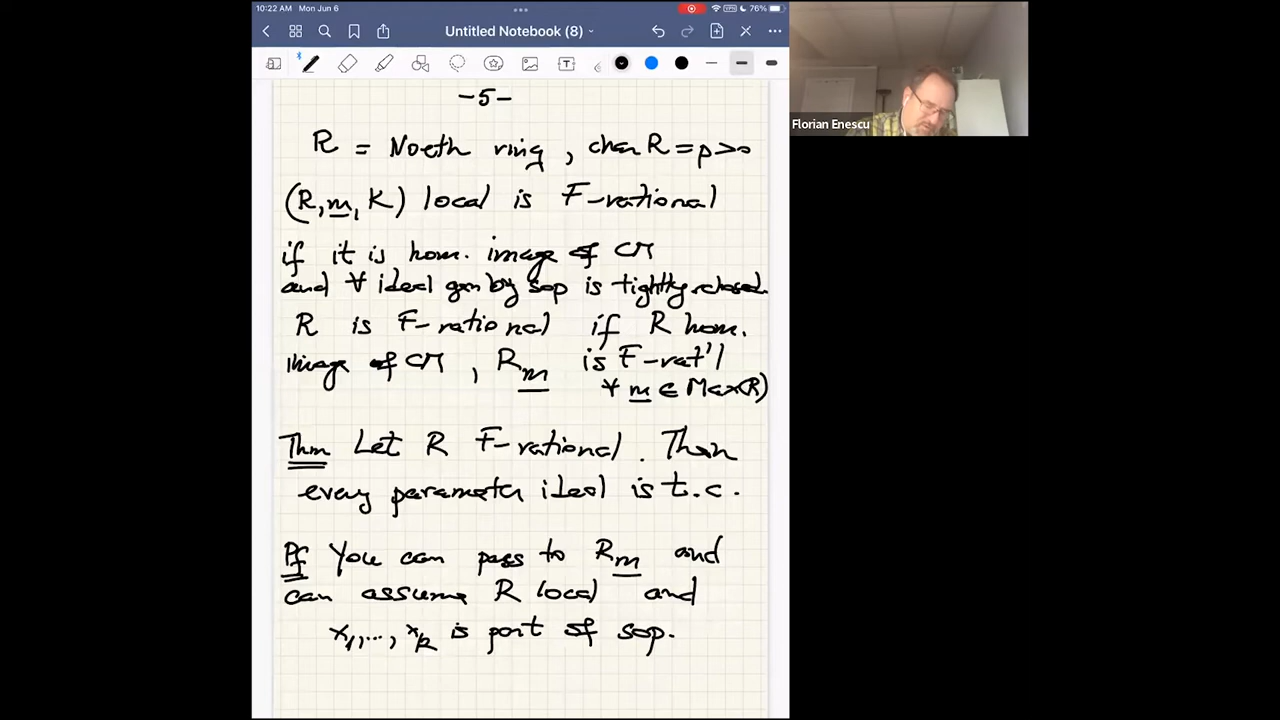 10:22 AM Mon Jun 6
76%
Untitled Notebook (8)
Florian Enescu
-5-
R = Noeth ring, char R = p>0
(R, m, K) local is F-rational
if it is hom. image of CM
and ∀ ideal gen by sop is tightly closed
R is F-rational if R hom.
image of CM, R_m is F-rat'l
∀ m ∈ Max(R)
Thm Let R F-rational. Then
every parameter ideal is t.c.
Pf You can pass to R_m and
can assume R local and
x_1, ..., x_k is part of sop.